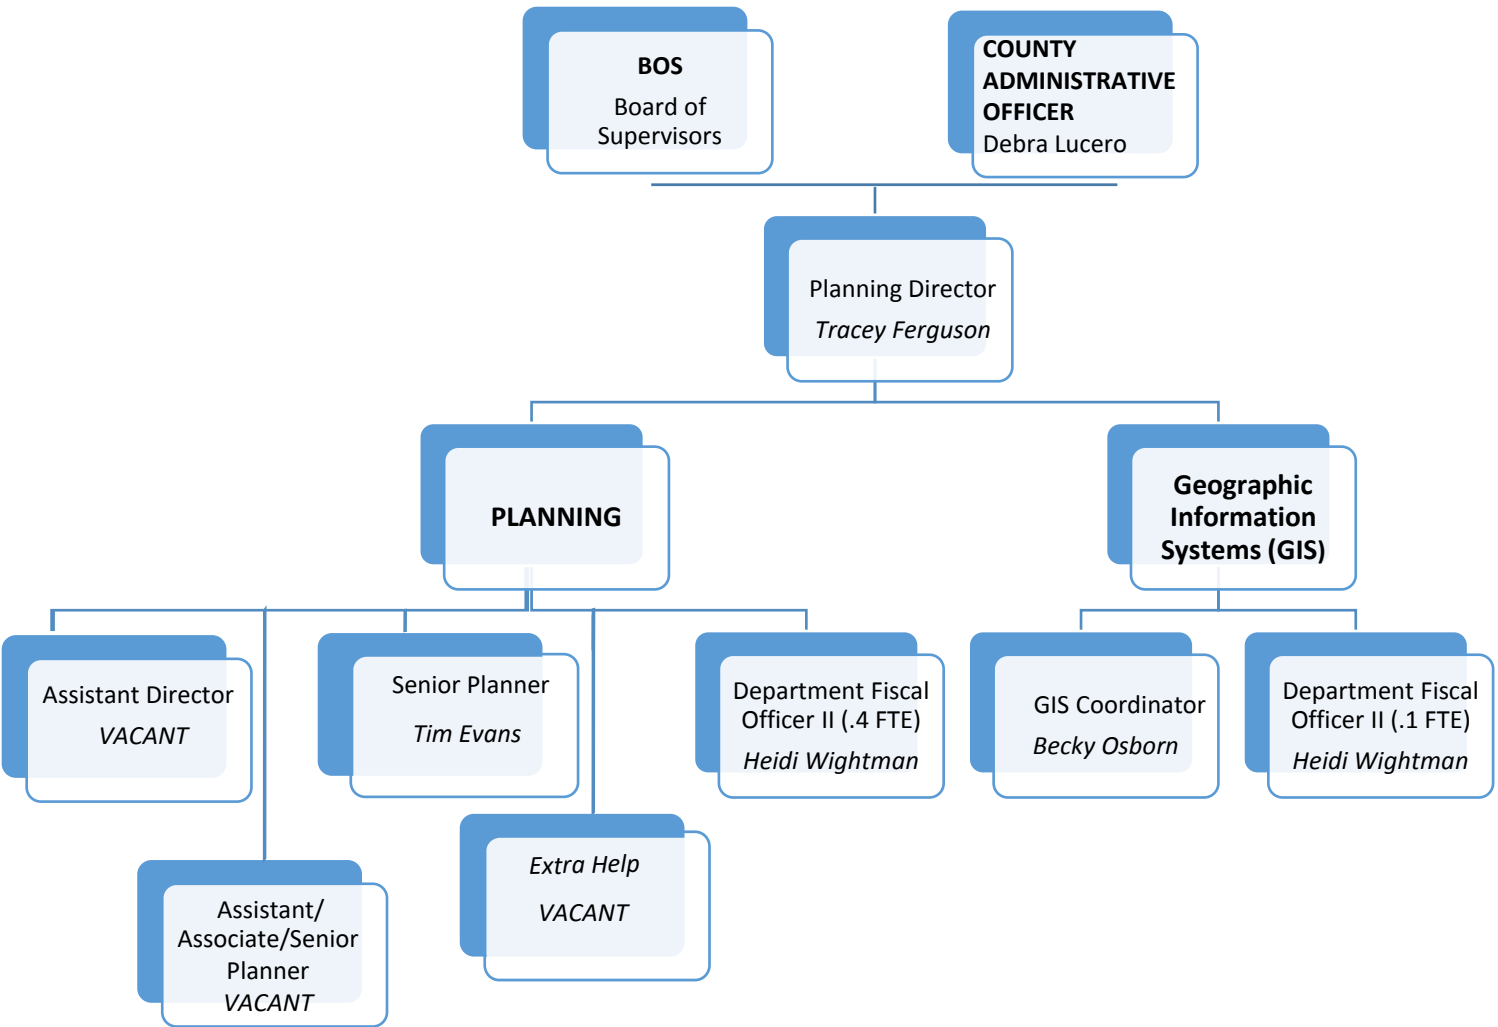 BOS
Board of
Supervisors
COUNTY
ADMINISTRATIVE
OFFICER
Debra Lucero
Planning Director
Tracey Ferguson
PLANNING
Geographic
Information
Systems (GIS)
Assistant Director
VACANT
Senior Planner
Tim Evans
Department Fiscal
Officer II (.4 FTE)
Heidi Wightman
GIS Coordinator
Becky Osborn
Department Fiscal
Officer II (.1 FTE)
Heidi Wightman
Assistant/
Associate/Senior
Planner
VACANT
Extra Help
VACANT